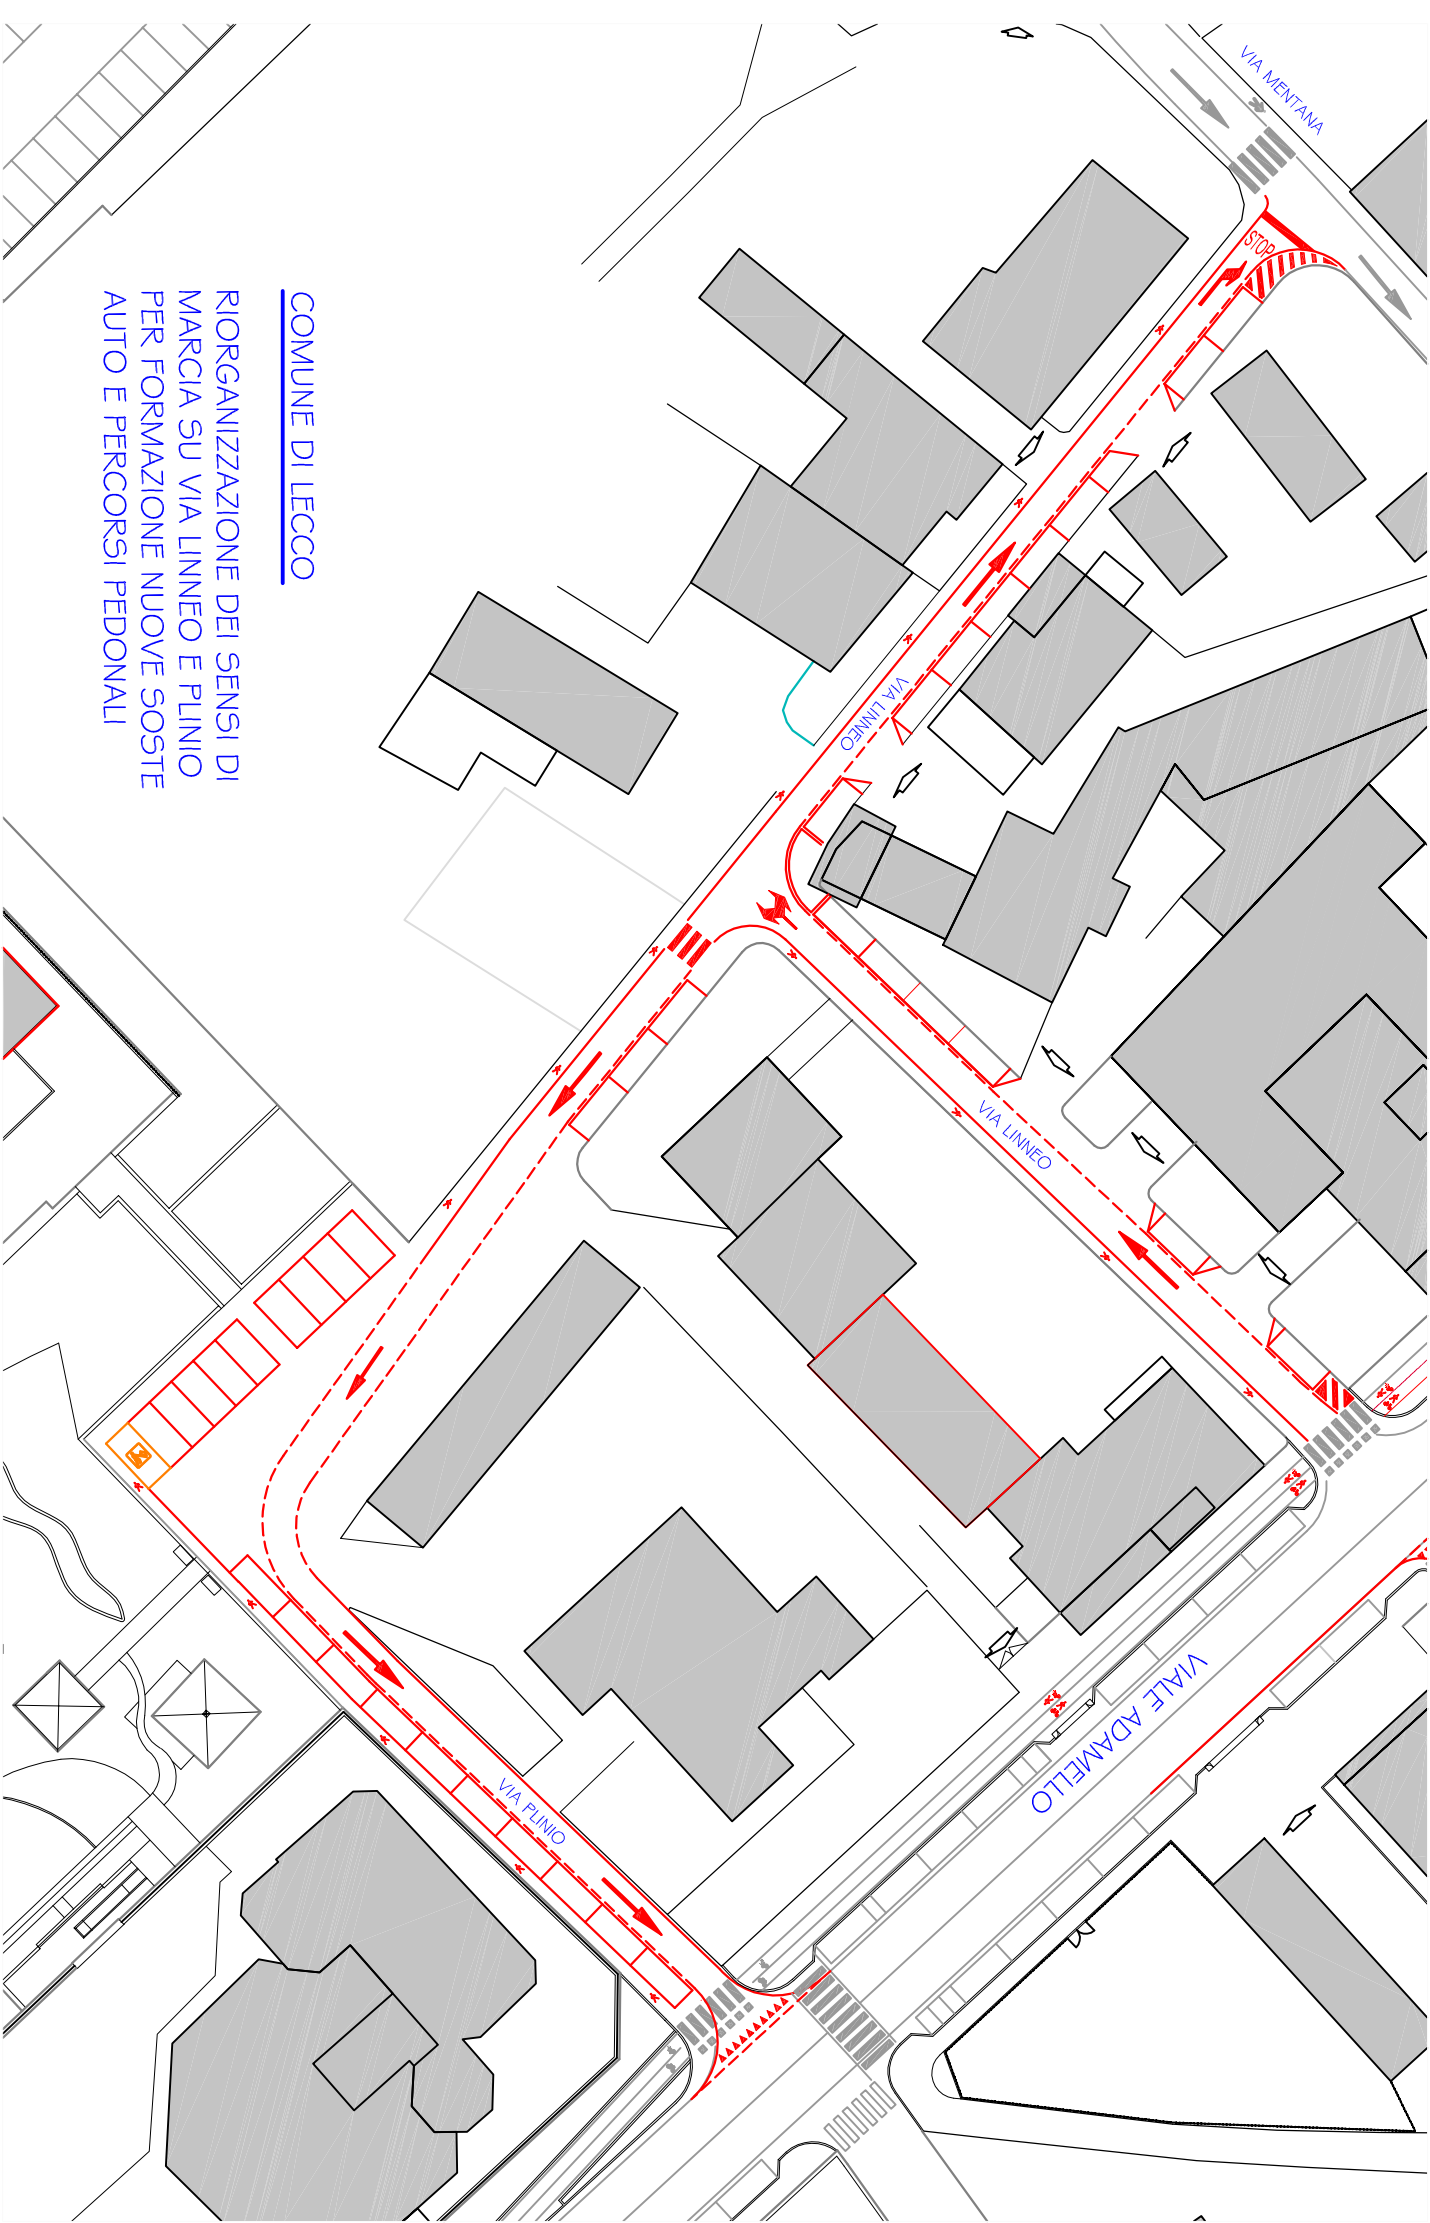 COMUNE DI LECCO
RIORGANIZZAZIONE DEI SENSI DI
MARCIA SU VIA LINNEO E PLINIO
PER FORMAZIONE NUOVE SOSTE
AUTO E PERCORSI PEDONALI
VIA MENTANA
STOP
VIA LINNEO
VIA LINNEO
VIALE ADAMELLO
VIA PLINIO